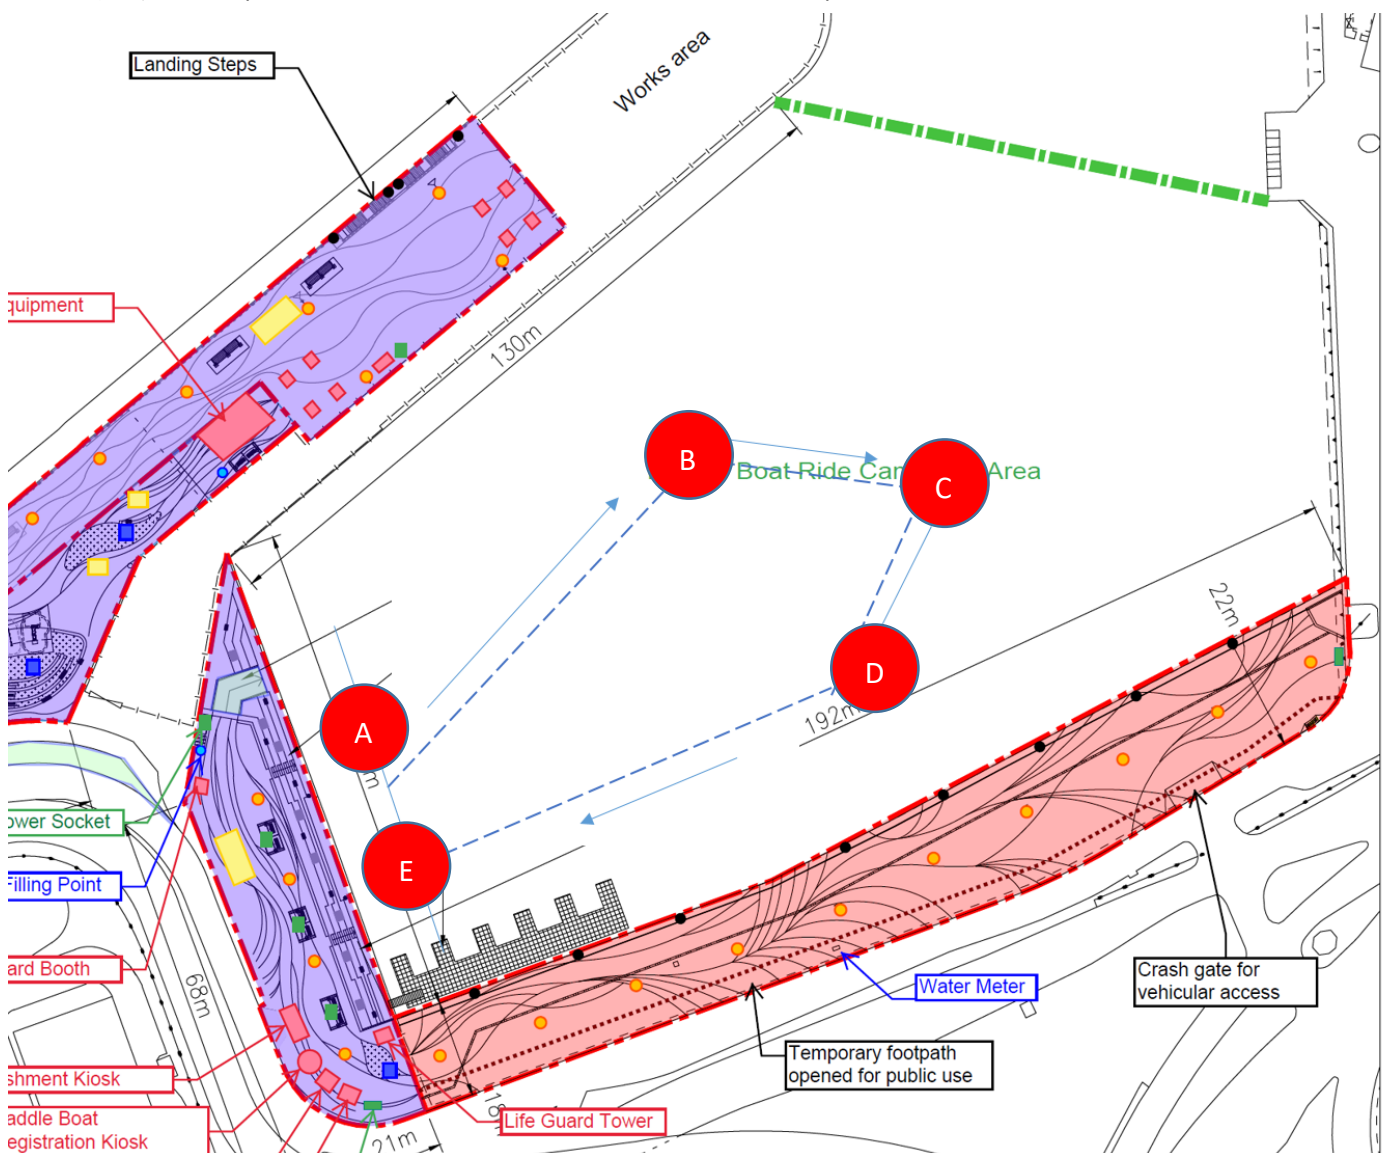 Landing Steps
Works area
quipment
130m
B
Boat Ride Car
Area
C
22m
D
192m
A
m
ower Socket
Filling Point
E
ard Booth
68m
Water Meter
Crash gate for
vehicular access
Temporary footpath
opened for public use
shment Kiosk
addle Boat
egistration Kiosk
Life Guard Tower
21m